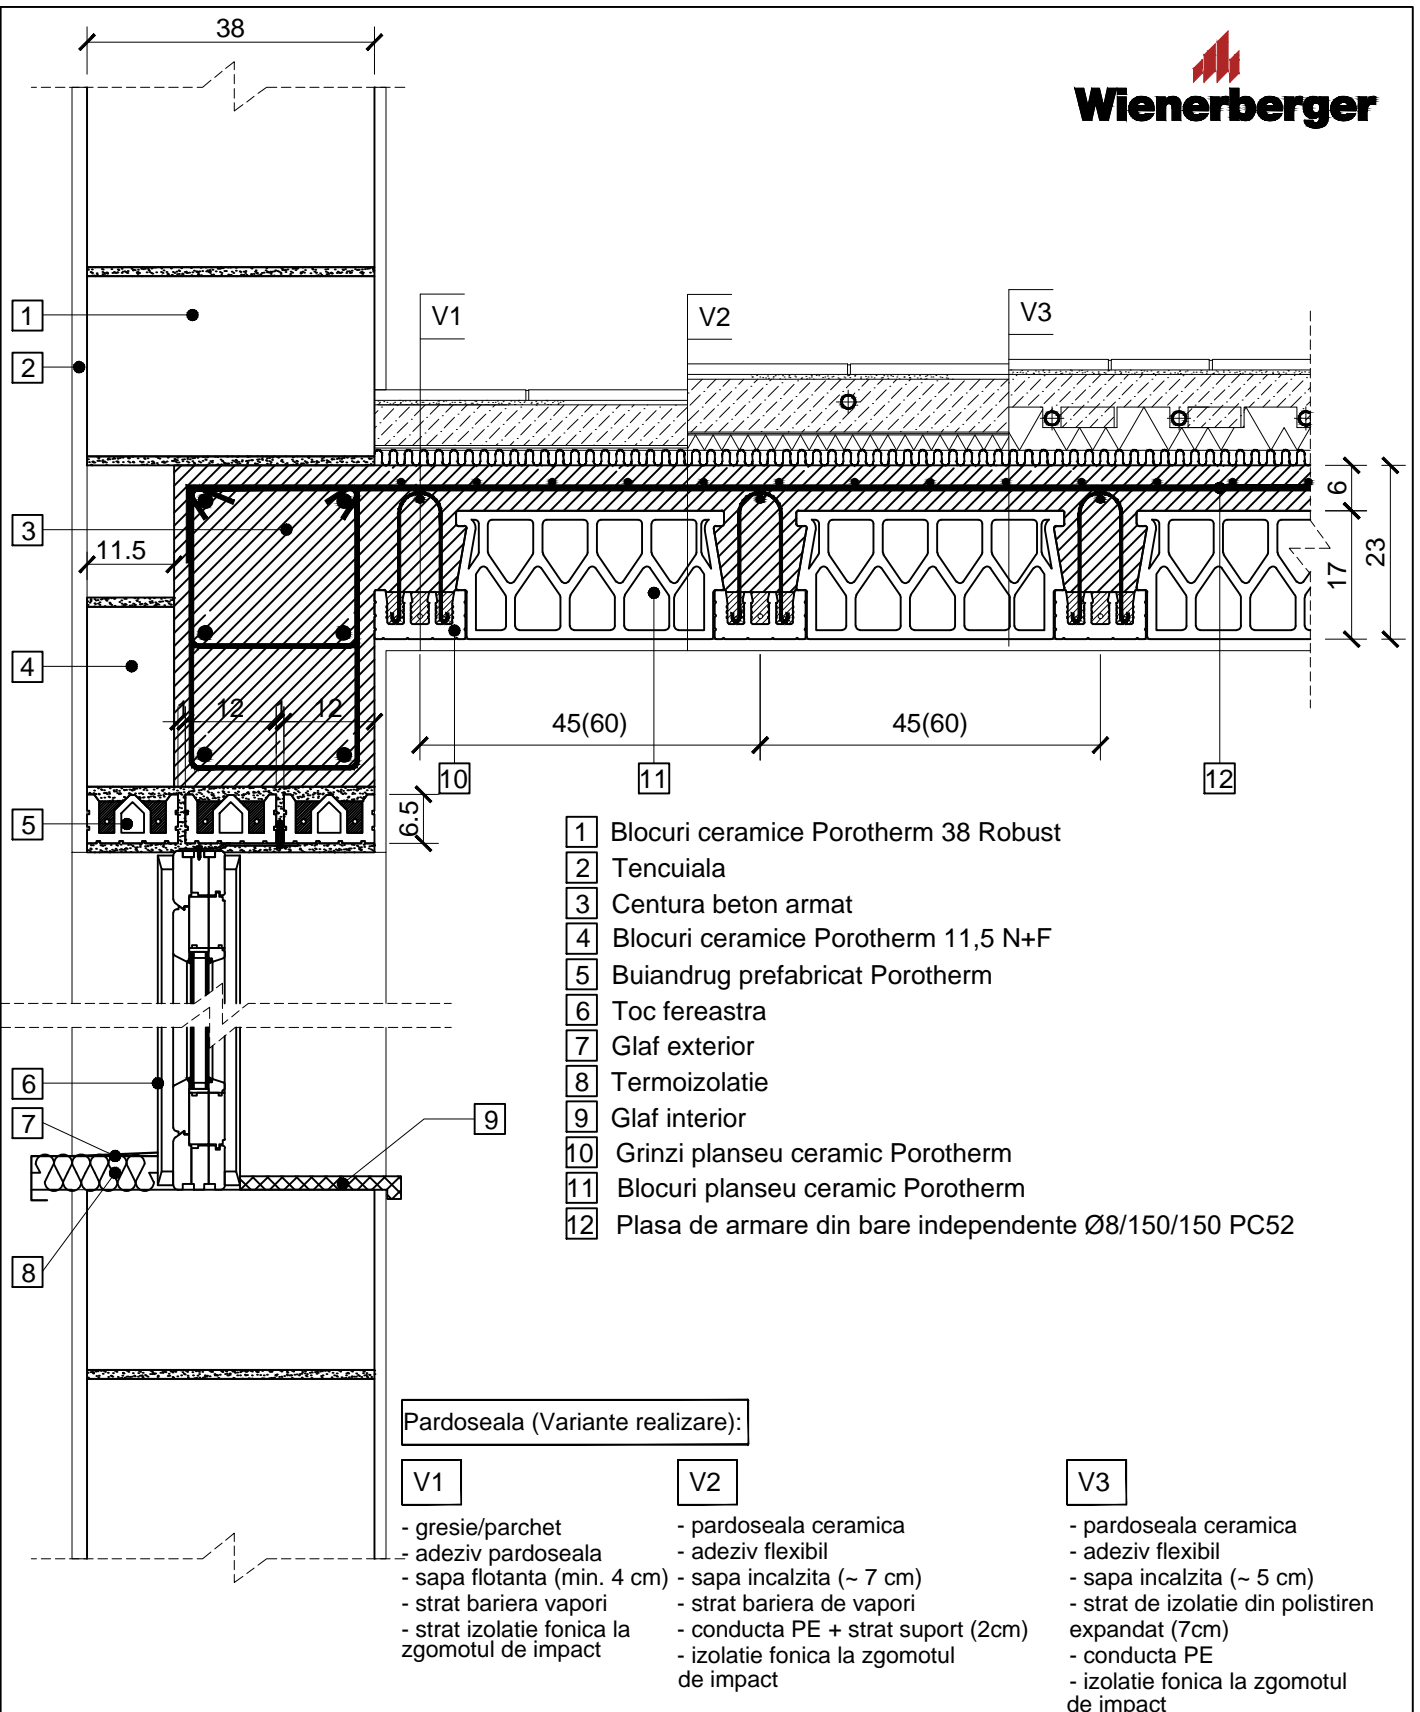 38
Wienerberger
1
2
V1
V2
V3
3
11.5
6
17
23
4
12
12
45(60)
45(60)
10
11
12
5
6.5
1 Blocuri ceramice Porotherm 38 Robust
2 Tencuiala
3 Centura beton armat
4 Blocuri ceramice Porotherm 11,5 N+F
5 Buiandrug prefabricat Porotherm
6 Toc fereastra
7 Glaf exterior
8 Termoizolatie
9 Glaf interior
10 Grinzi planseu ceramic Porotherm
11 Blocuri planseu ceramic Porotherm
12 Plasa de armare din bare independente Ø8/150/150 PC52
6
7
9
8
Pardoseala (Variante realizare):
V1
- gresie/parchet
- adeziv pardoseala
- sapa flotanta (min. 4 cm)
- strat bariera vapori
- strat izolatie fonica la
zgomotul de impact
V2
- pardoseala ceramica
- adeziv flexibil
- sapa incalzita (~ 7 cm)
- strat bariera de vapori
- conducta PE + strat suport (2cm)
- izolatie fonica la zgomotul
de impact
V3
- pardoseala ceramica
- adeziv flexibil
- sapa incalzita (~ 5 cm)
- strat de izolatie din polistiren
expandat (7cm)
- conducta PE
- izolatie fonica la zgomotul
de impact